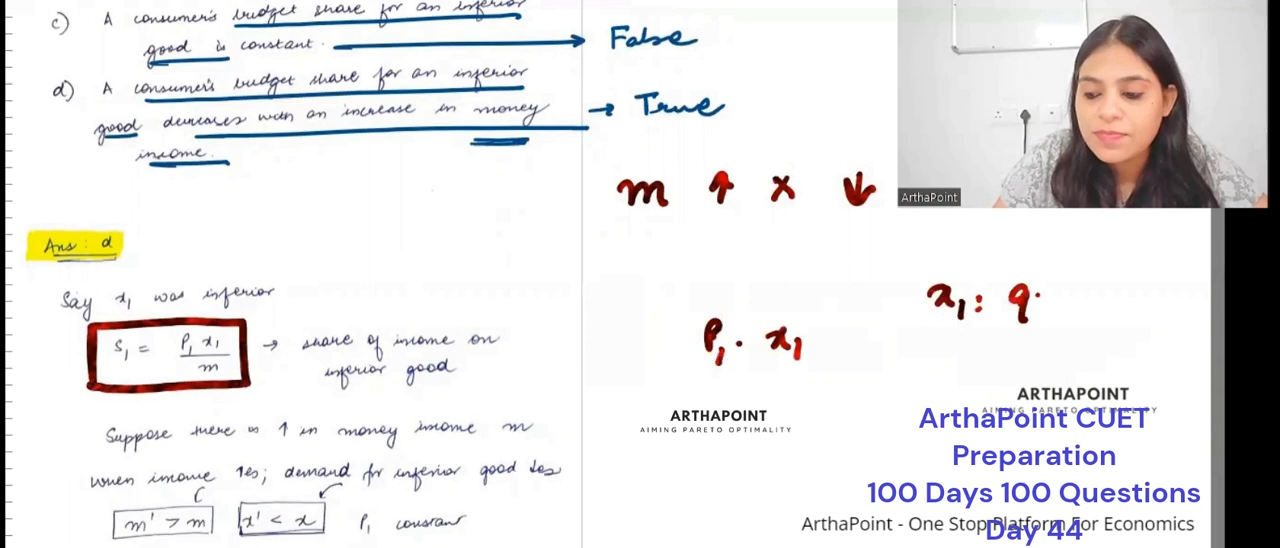 c) A consumer's budget share for an inferior
good is constant. → False
d) A consumer's budget share for an inferior
good decreases with an increase in money → True
income.
m ↑ x ↓
ArthaPoint
Ans: d
Say x₁ was inferior
S₁ = P₁ x₁ / m → share of income on
inferior good
P₁ . x₁
x₁ : q
Suppose there is ↑ in money income m
when income ↑es; demand for inferior good ↓es
m' > m x' < x P₁ constant
ARTHAPOINT
AIMING PARETO OPTIMALITY
ARTHAPOINT
AIMING PARETO OPTIMALITY
ArthaPoint CUET
Preparation
100 Days 100 Questions
Day 44
ArthaPoint - One Stop Platform For Economics